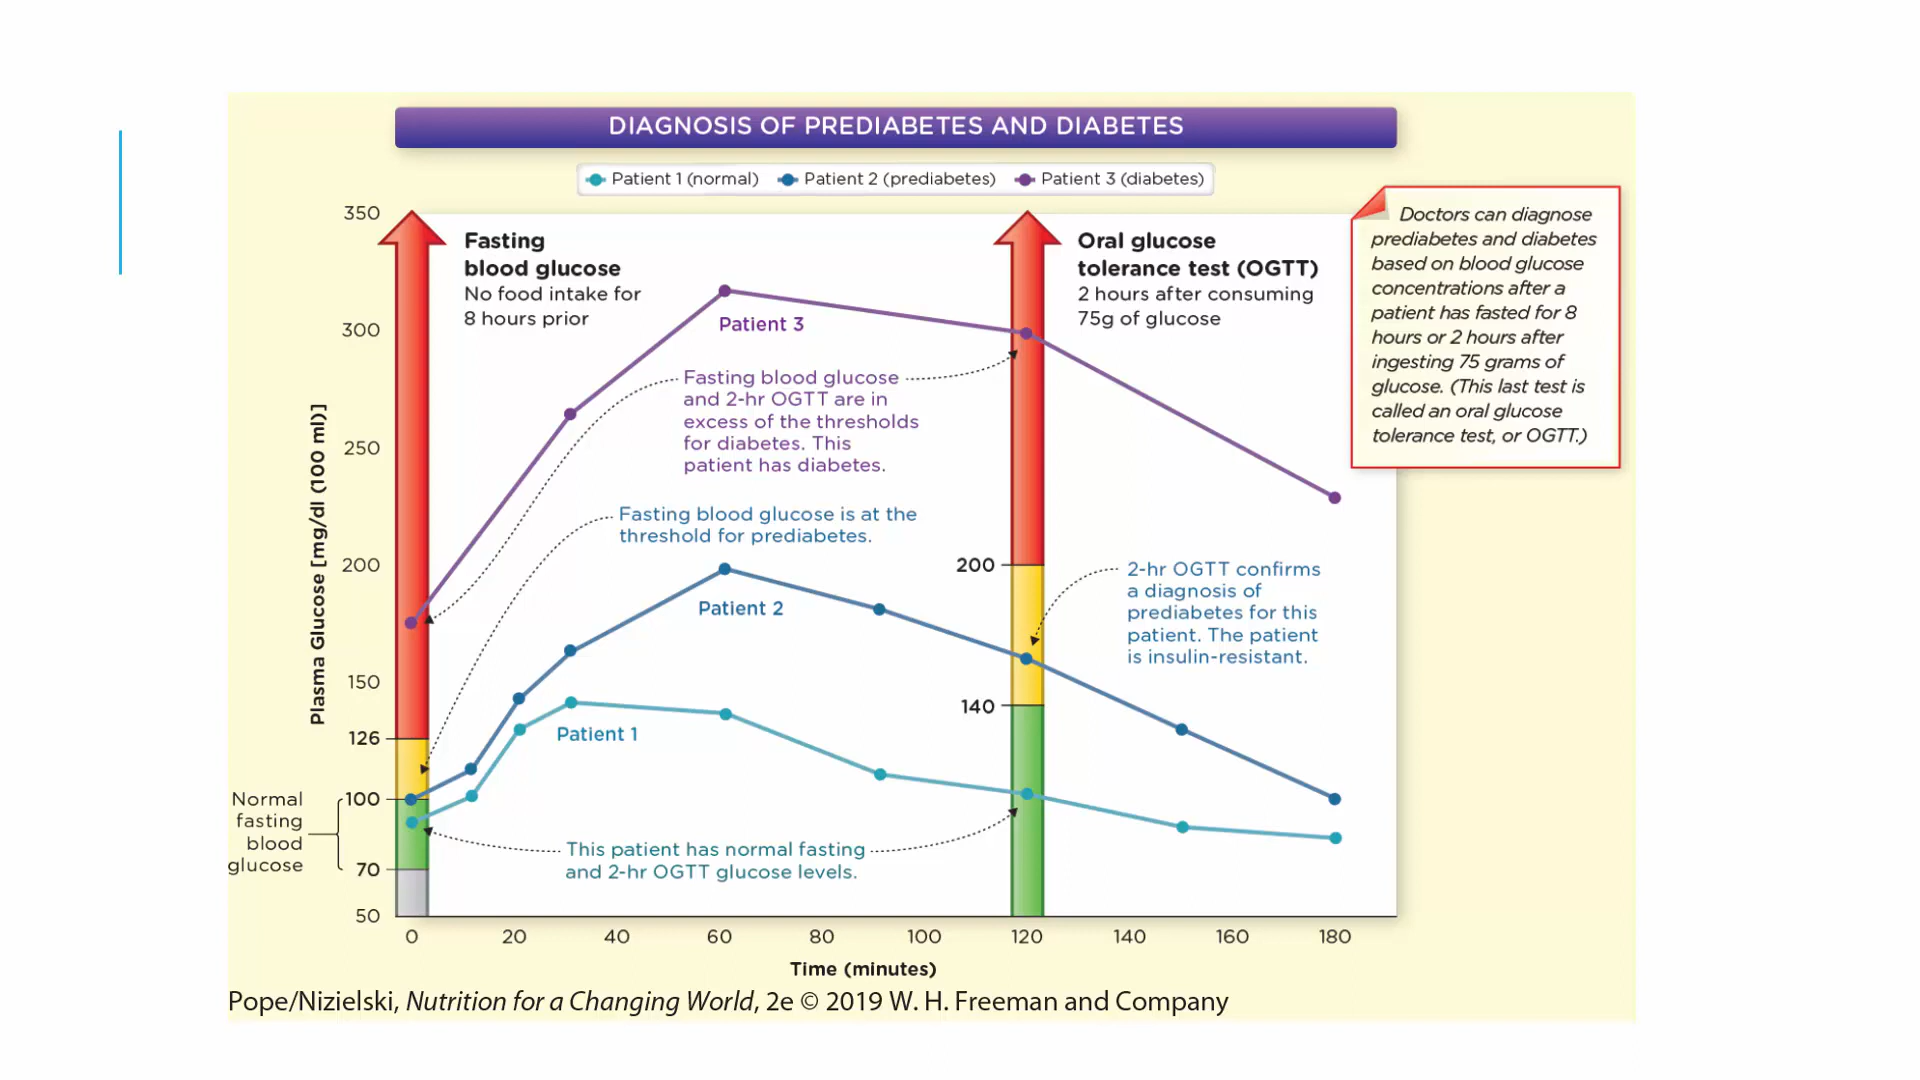 DIAGNOSIS OF PREDIABETES AND DIABETES
Patient 1 (normal)
Patient 2 (prediabetes)
Patient 3 (diabetes)
350
300
250
200
150
126
100
70
50
Plasma Glucose [mg/dl (100 ml)]
Normal
fasting
blood
glucose
Fasting
blood glucose
No food intake for
8 hours prior
Patient 3
Fasting blood glucose
and 2-hr OGTT are in
excess of the thresholds
for diabetes. This
patient has diabetes.
Fasting blood glucose is at the
threshold for prediabetes.
Patient 2
Patient 1
This patient has normal fasting
and 2-hr OGTT glucose levels.
Oral glucose
tolerance test (OGTT)
2 hours after consuming
75g of glucose
200
140
2-hr OGTT confirms
a diagnosis of
prediabetes for this
patient. The patient
is insulin-resistant.
Doctors can diagnose
prediabetes and diabetes
based on blood glucose
concentrations after a
patient has fasted for 8
hours or 2 hours after
ingesting 75 grams of
glucose. (This last test is
called an oral glucose
tolerance test, or OGTT.)
0 20 40 60 80 100 120 140 160 180
Time (minutes)
Pope/Nizielski, Nutrition for a Changing World, 2e © 2019 W. H. Freeman and Company